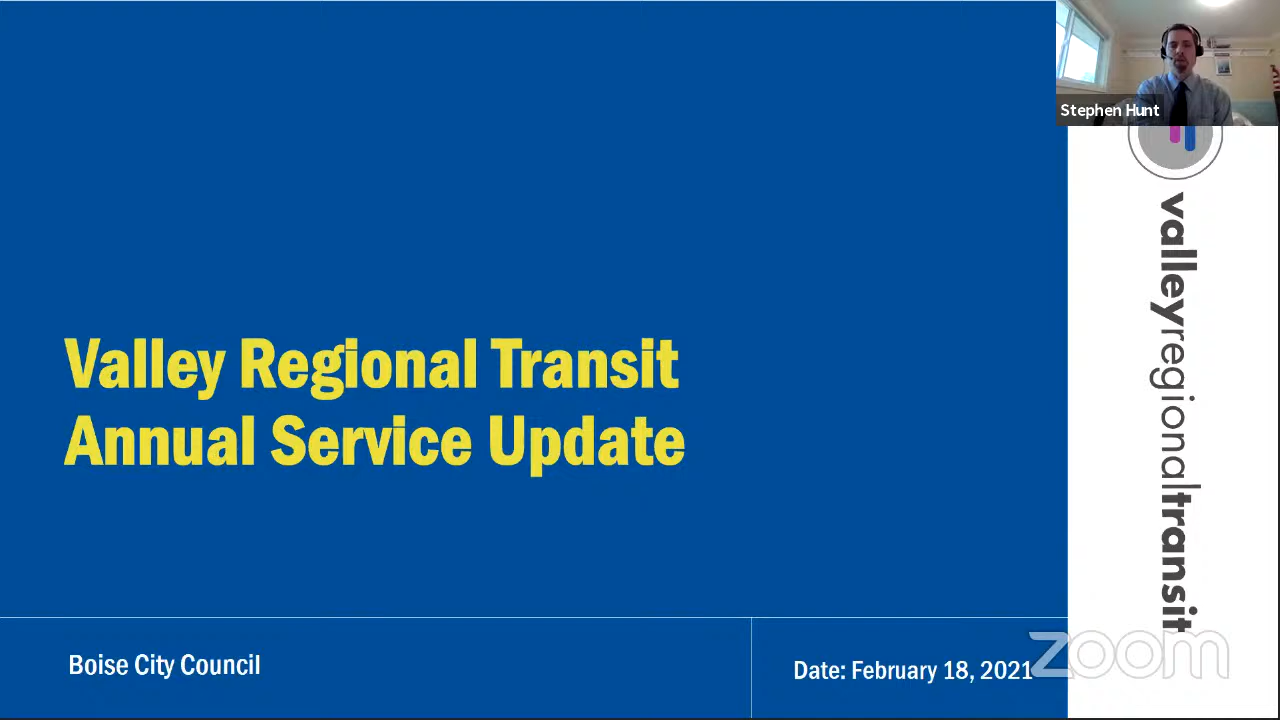 Stephen Hunt
valleyregionaltransit
Valley Regional Transit
Annual Service Update
Boise City Council
Date: February 18, 2021
zoom